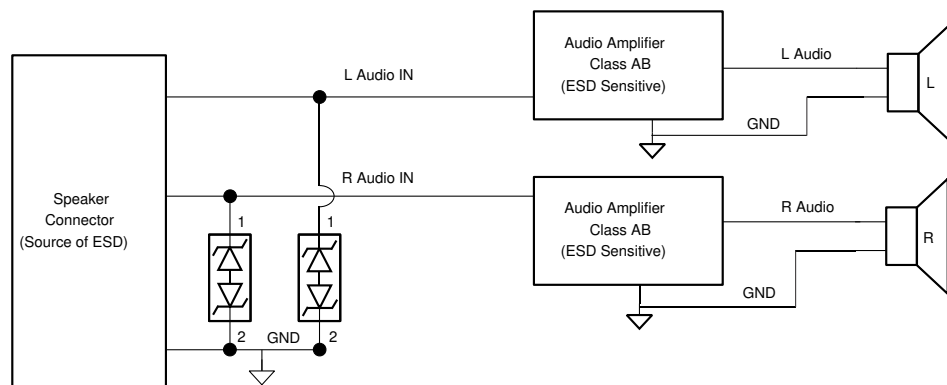 Speaker
Connector
(Source of ESD)
L Audio IN
R Audio IN
1
1
2
GND
2
Audio Amplifier
Class AB
(ESD Sensitive)
L Audio
GND
L
Audio Amplifier
Class AB
(ESD Sensitive)
R Audio
GND
R